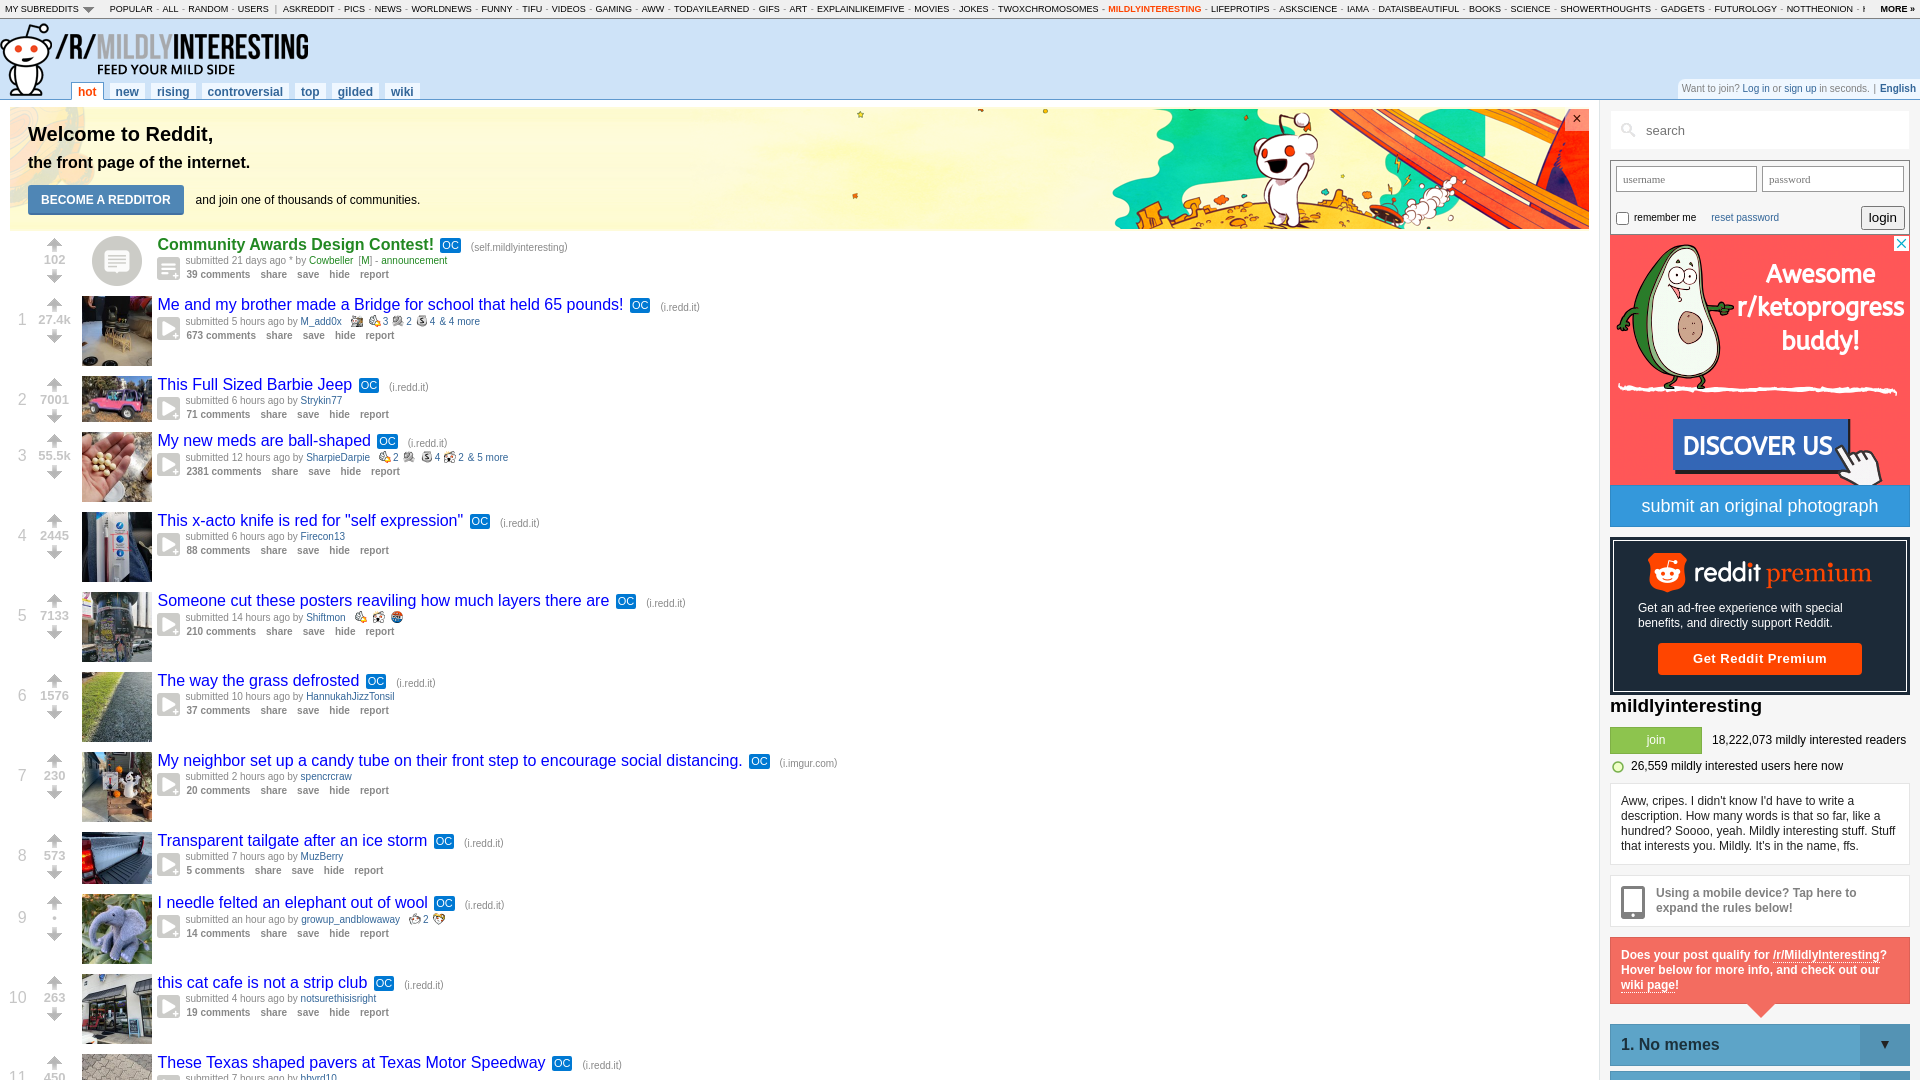 MY SUBREDDITS POPULAR - ALL - RANDOM - USERS | ASKREDDIT - PICS - NEWS - WORLDNEWS - FUNNY - TIFU - VIDEOS - GAMING - AWW - TODAYILEARNED - GIFS - ART - EXPLAINLIKEIMFIVE - MOVIES - JOKES - TWOXCHROMOSOMES - MILDLYINTERESTING - LIFEPROTIPS - ASKSCIENCE - IAMA - DATAISBEAUTIFUL - BOOKS - SCIENCE - SHOWERTHOUGHTS - GADGETS - FUTUROLOGY - NOTTHEONION - MORE »
/R/MILDLYINTERESTING
FEED YOUR MILD SIDE
hot new rising controversial top gilded wiki
Want to join? Log in or sign up in seconds. | English
Welcome to Reddit,
the front page of the internet.
BECOME A REDDITOR and join one of thousands of communities.
×
102
Community Awards Design Contest! OC (self.mildlyinteresting)
submitted 21 days ago * by Cowbeller [M] - announcement
39 comments share save hide report
1
27.4k
Me and my brother made a Bridge for school that held 65 pounds! OC (i.redd.it)
submitted 5 hours ago by M_add0x 3 2 4 & 4 more
673 comments share save hide report
2
7001
This Full Sized Barbie Jeep OC (i.redd.it)
submitted 6 hours ago by Strykin77
71 comments share save hide report
3
55.5k
My new meds are ball-shaped OC (i.redd.it)
submitted 12 hours ago by SharpieDarpie 2 4 2 & 5 more
2381 comments share save hide report
4
2445
This x-acto knife is red for "self expression" OC (i.redd.it)
submitted 6 hours ago by Firecon13
88 comments share save hide report
5
7133
Someone cut these posters reaviling how much layers there are OC (i.redd.it)
submitted 14 hours ago by Shiftmon
210 comments share save hide report
6
1576
The way the grass defrosted OC (i.redd.it)
submitted 10 hours ago by HannukahJizzTonsil
37 comments share save hide report
7
230
My neighbor set up a candy tube on their front step to encourage social distancing. OC (i.imgur.com)
submitted 2 hours ago by spencrcraw
20 comments share save hide report
8
573
Transparent tailgate after an ice storm OC (i.redd.it)
submitted 7 hours ago by MuzBerry
5 comments share save hide report
9
•
I needle felted an elephant out of wool OC (i.redd.it)
submitted an hour ago by growup_andblowaway 2
14 comments share save hide report
10
263
this cat cafe is not a strip club OC (i.redd.it)
submitted 4 hours ago by notsurethisisright
19 comments share save hide report
11
450
These Texas shaped pavers at Texas Motor Speedway OC (i.redd.it)
submitted 7 hours ago by bbyrd10
search
username password
remember me reset password login
Awesome
r/ketoprogress
buddy!
DISCOVER US
submit an original photograph
reddit premium
Get an ad-free experience with special
benefits, and directly support Reddit.
Get Reddit Premium
mildlyinteresting
join 18,222,073 mildly interested readers
26,559 mildly interested users here now
Aww, cripes. I didn't know I'd have to write a
description. How many words is that so far, like a
hundred? Soooo, yeah. Mildly interesting stuff. Stuff
that interests you. Mildly. It's in the name, ffs.
Using a mobile device? Tap here to
expand the rules below!
Does your post qualify for /r/MildlyInteresting?
Hover below for more info, and check out our
wiki page!
1. No memes ▼